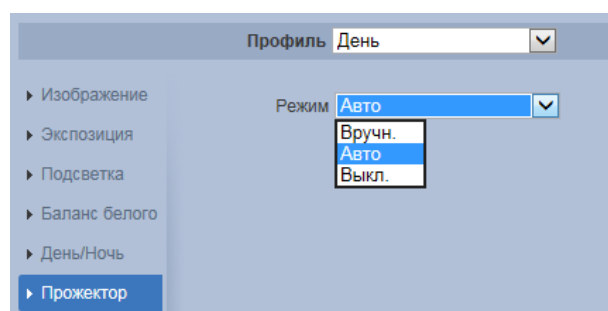 Профиль День
Изображение
Режим Авто
Экспозиция
Вручн.
Авто
Подсветка
Выкл.
Баланс белого
День/Ночь
Прожектор